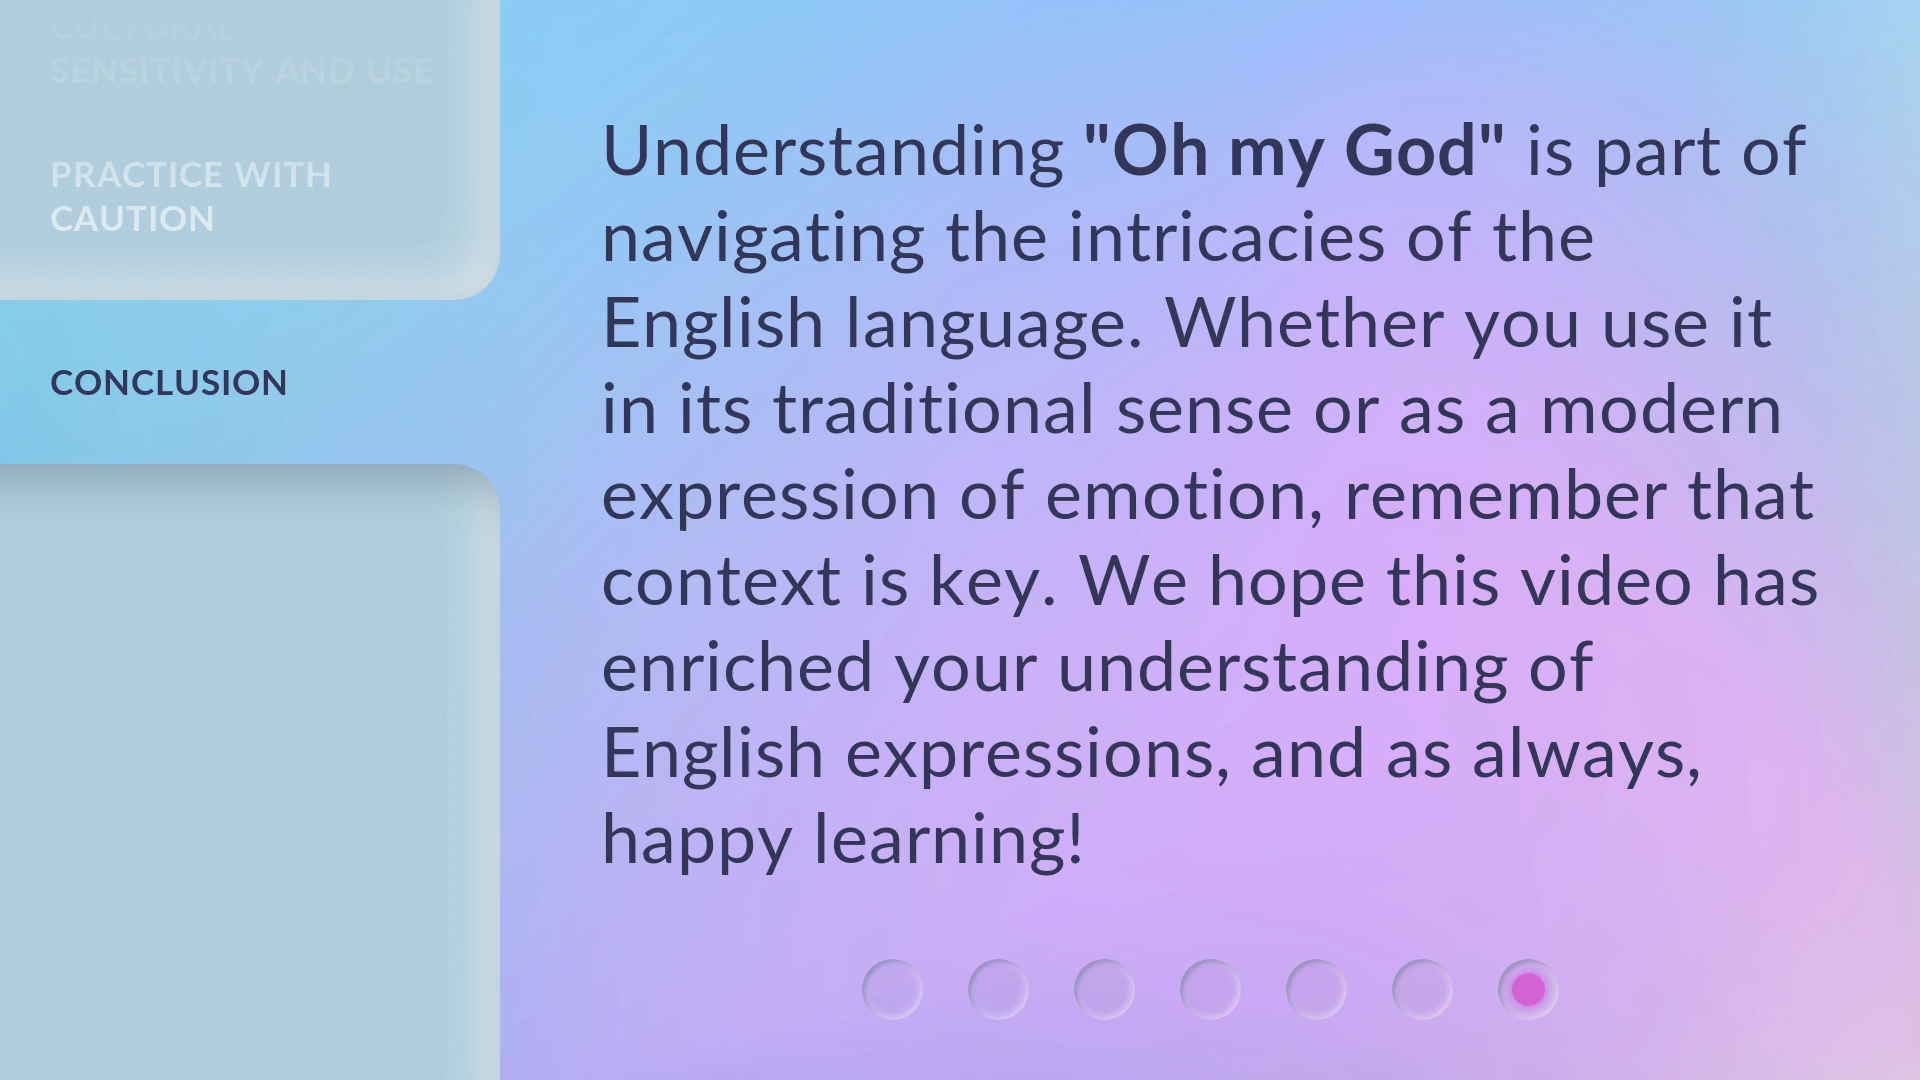 CULTURAL
SENSITIVITY AND USE
PRACTICE WITH
CAUTION
CONCLUSION
Understanding "Oh my God" is part of
navigating the intricacies of the
English language. Whether you use it
in its traditional sense or as a modern
expression of emotion, remember that
context is key. We hope this video has
enriched your understanding of
English expressions, and as always,
happy learning!